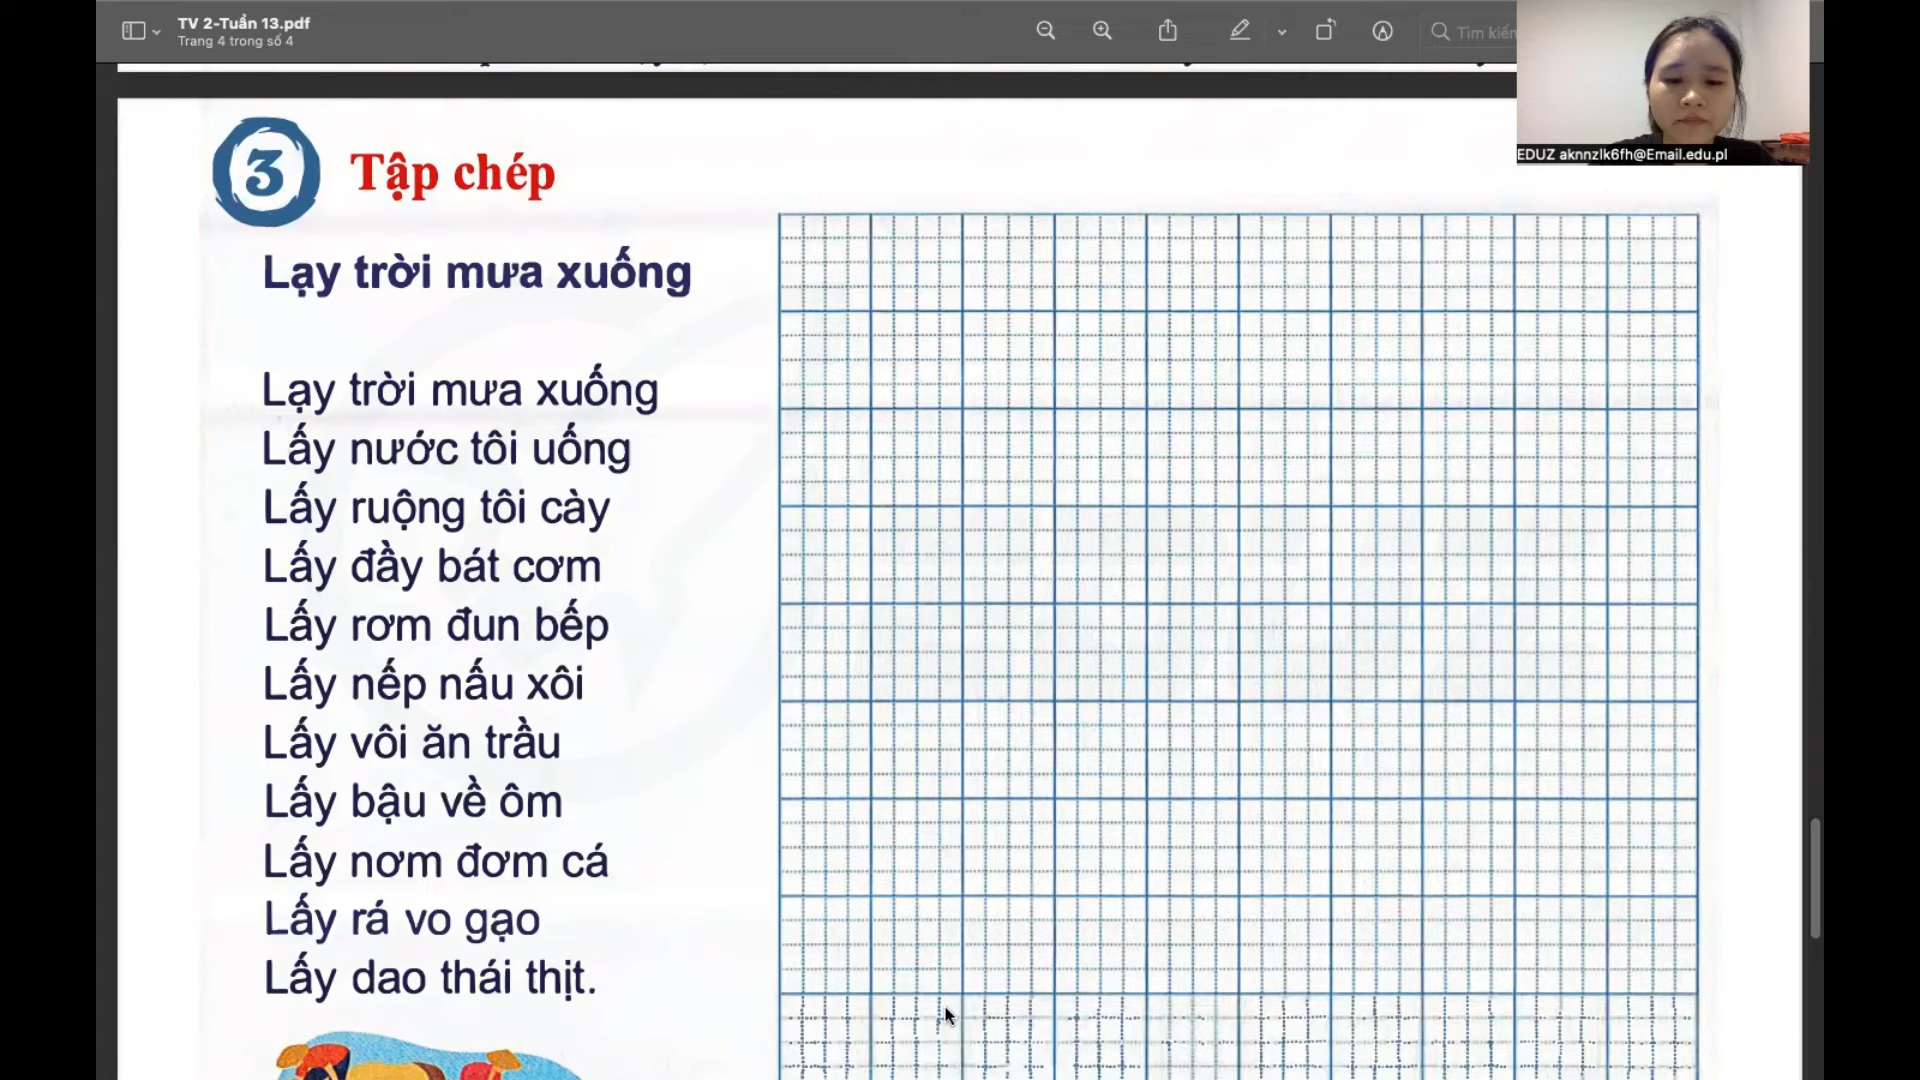 TV 2-Tuần 13.pdf
Trang 4 trong số 4
Tìm kiếm
EDUZ aknnzlk6fh@Email.edu.pl
3 Tập chép
Lạy trời mưa xuống
Lạy trời mưa xuống
Lấy nước tôi uống
Lấy ruộng tôi cày
Lấy đầy bát cơm
Lấy rơm đun bếp
Lấy nếp nấu xôi
Lấy vôi ăn trầu
Lấy bậu về ôm
Lấy nơm đơm cá
Lấy rá vo gạo
Lấy dao thái thịt.